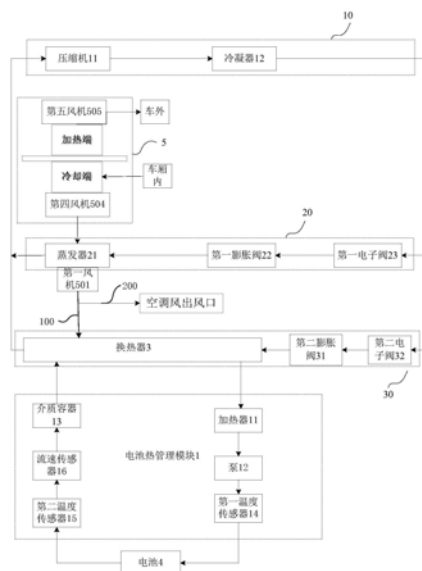 10
压缩机11
冷凝器12
第五风机505
车外
加热端
5
冷却端
车厢
内
第四风机504
20
蒸发器21
第一膨胀阀22
第一电子阀23
第一风
机501
200
空调风出风口
100
换热器3
第二膨胀
阀31
第二电
子阀32
30
介质容器
13
加热器11
流速传感
器16
电池热管理模块1
泵12
第二温度
传感器15
第一温度
传感器14
电池4